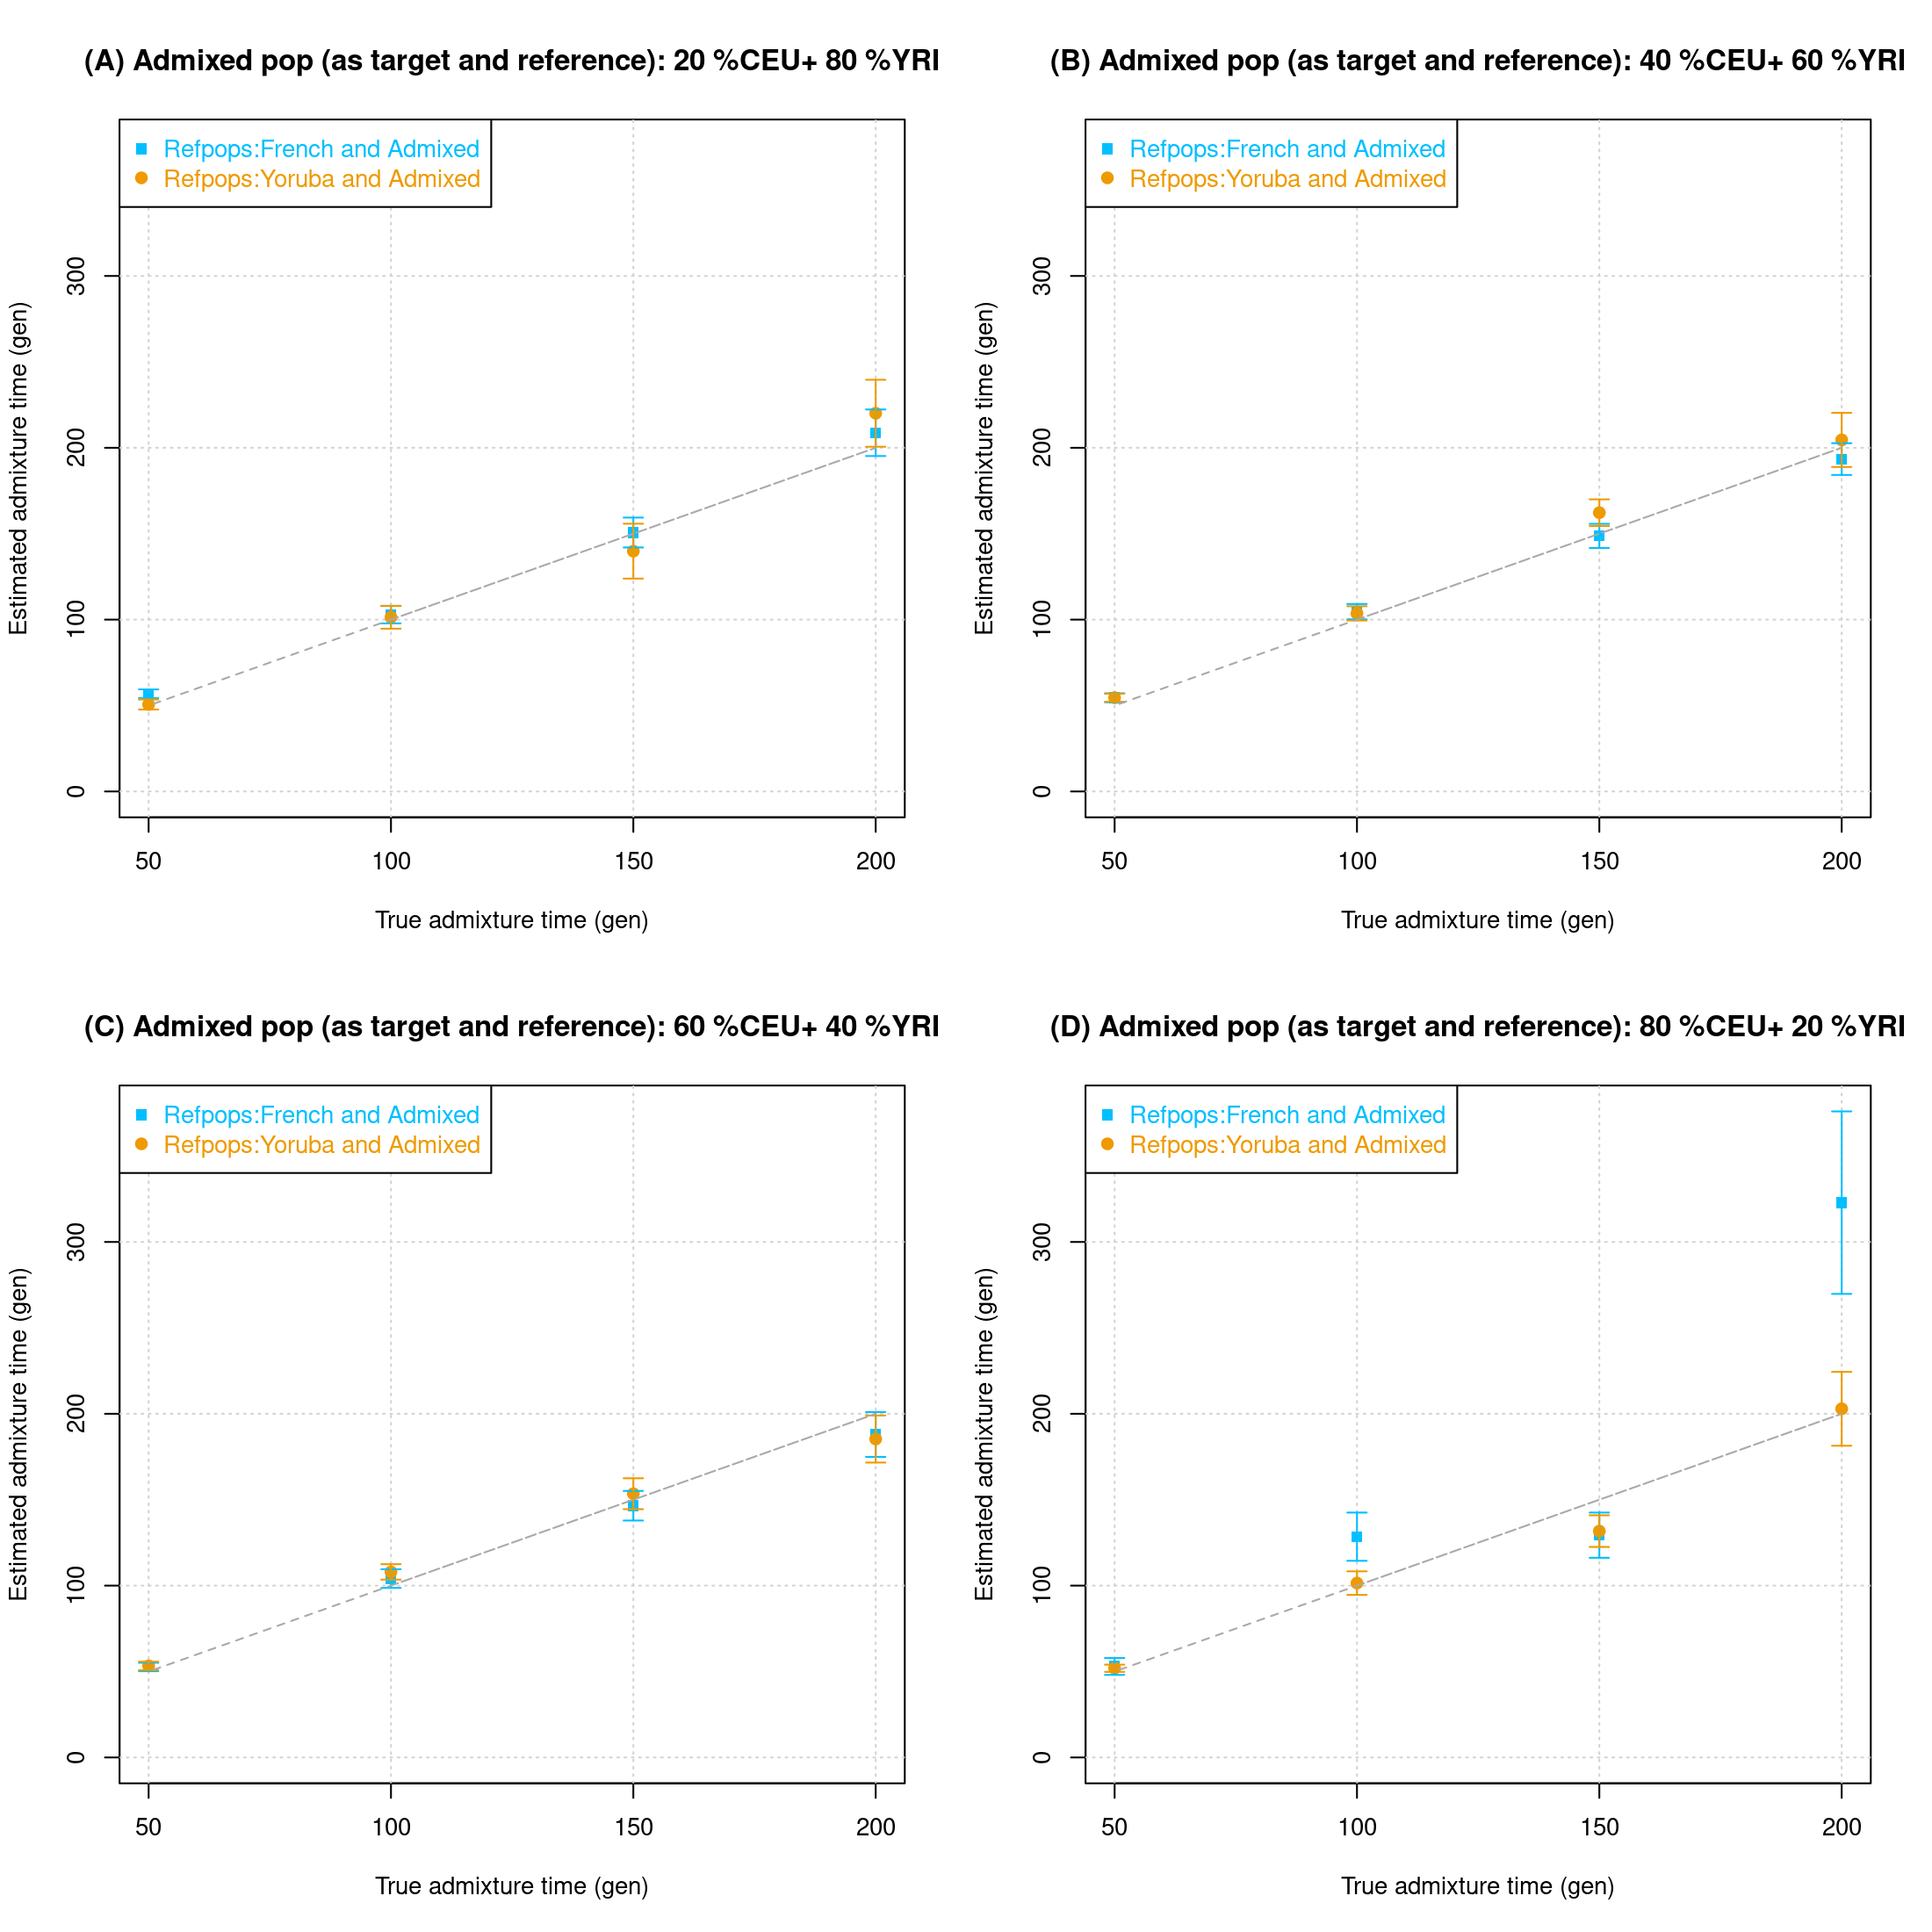 (A) Admixed pop (as target and reference): 20 %CEU+ 80 %YRI
Refpops:French and Admixed
Refpops:Yoruba and Admixed
Estimated admixture time (gen)
300
200
100
0
50 100 150 200
True admixture time (gen)
(B) Admixed pop (as target and reference): 40 %CEU+ 60 %YRI
Refpops:French and Admixed
Refpops:Yoruba and Admixed
Estimated admixture time (gen)
300
200
100
0
50 100 150 200
True admixture time (gen)
(C) Admixed pop (as target and reference): 60 %CEU+ 40 %YRI
Refpops:French and Admixed
Refpops:Yoruba and Admixed
Estimated admixture time (gen)
300
200
100
0
50 100 150 200
True admixture time (gen)
(D) Admixed pop (as target and reference): 80 %CEU+ 20 %YRI
Refpops:French and Admixed
Refpops:Yoruba and Admixed
Estimated admixture time (gen)
300
200
100
0
50 100 150 200
True admixture time (gen)